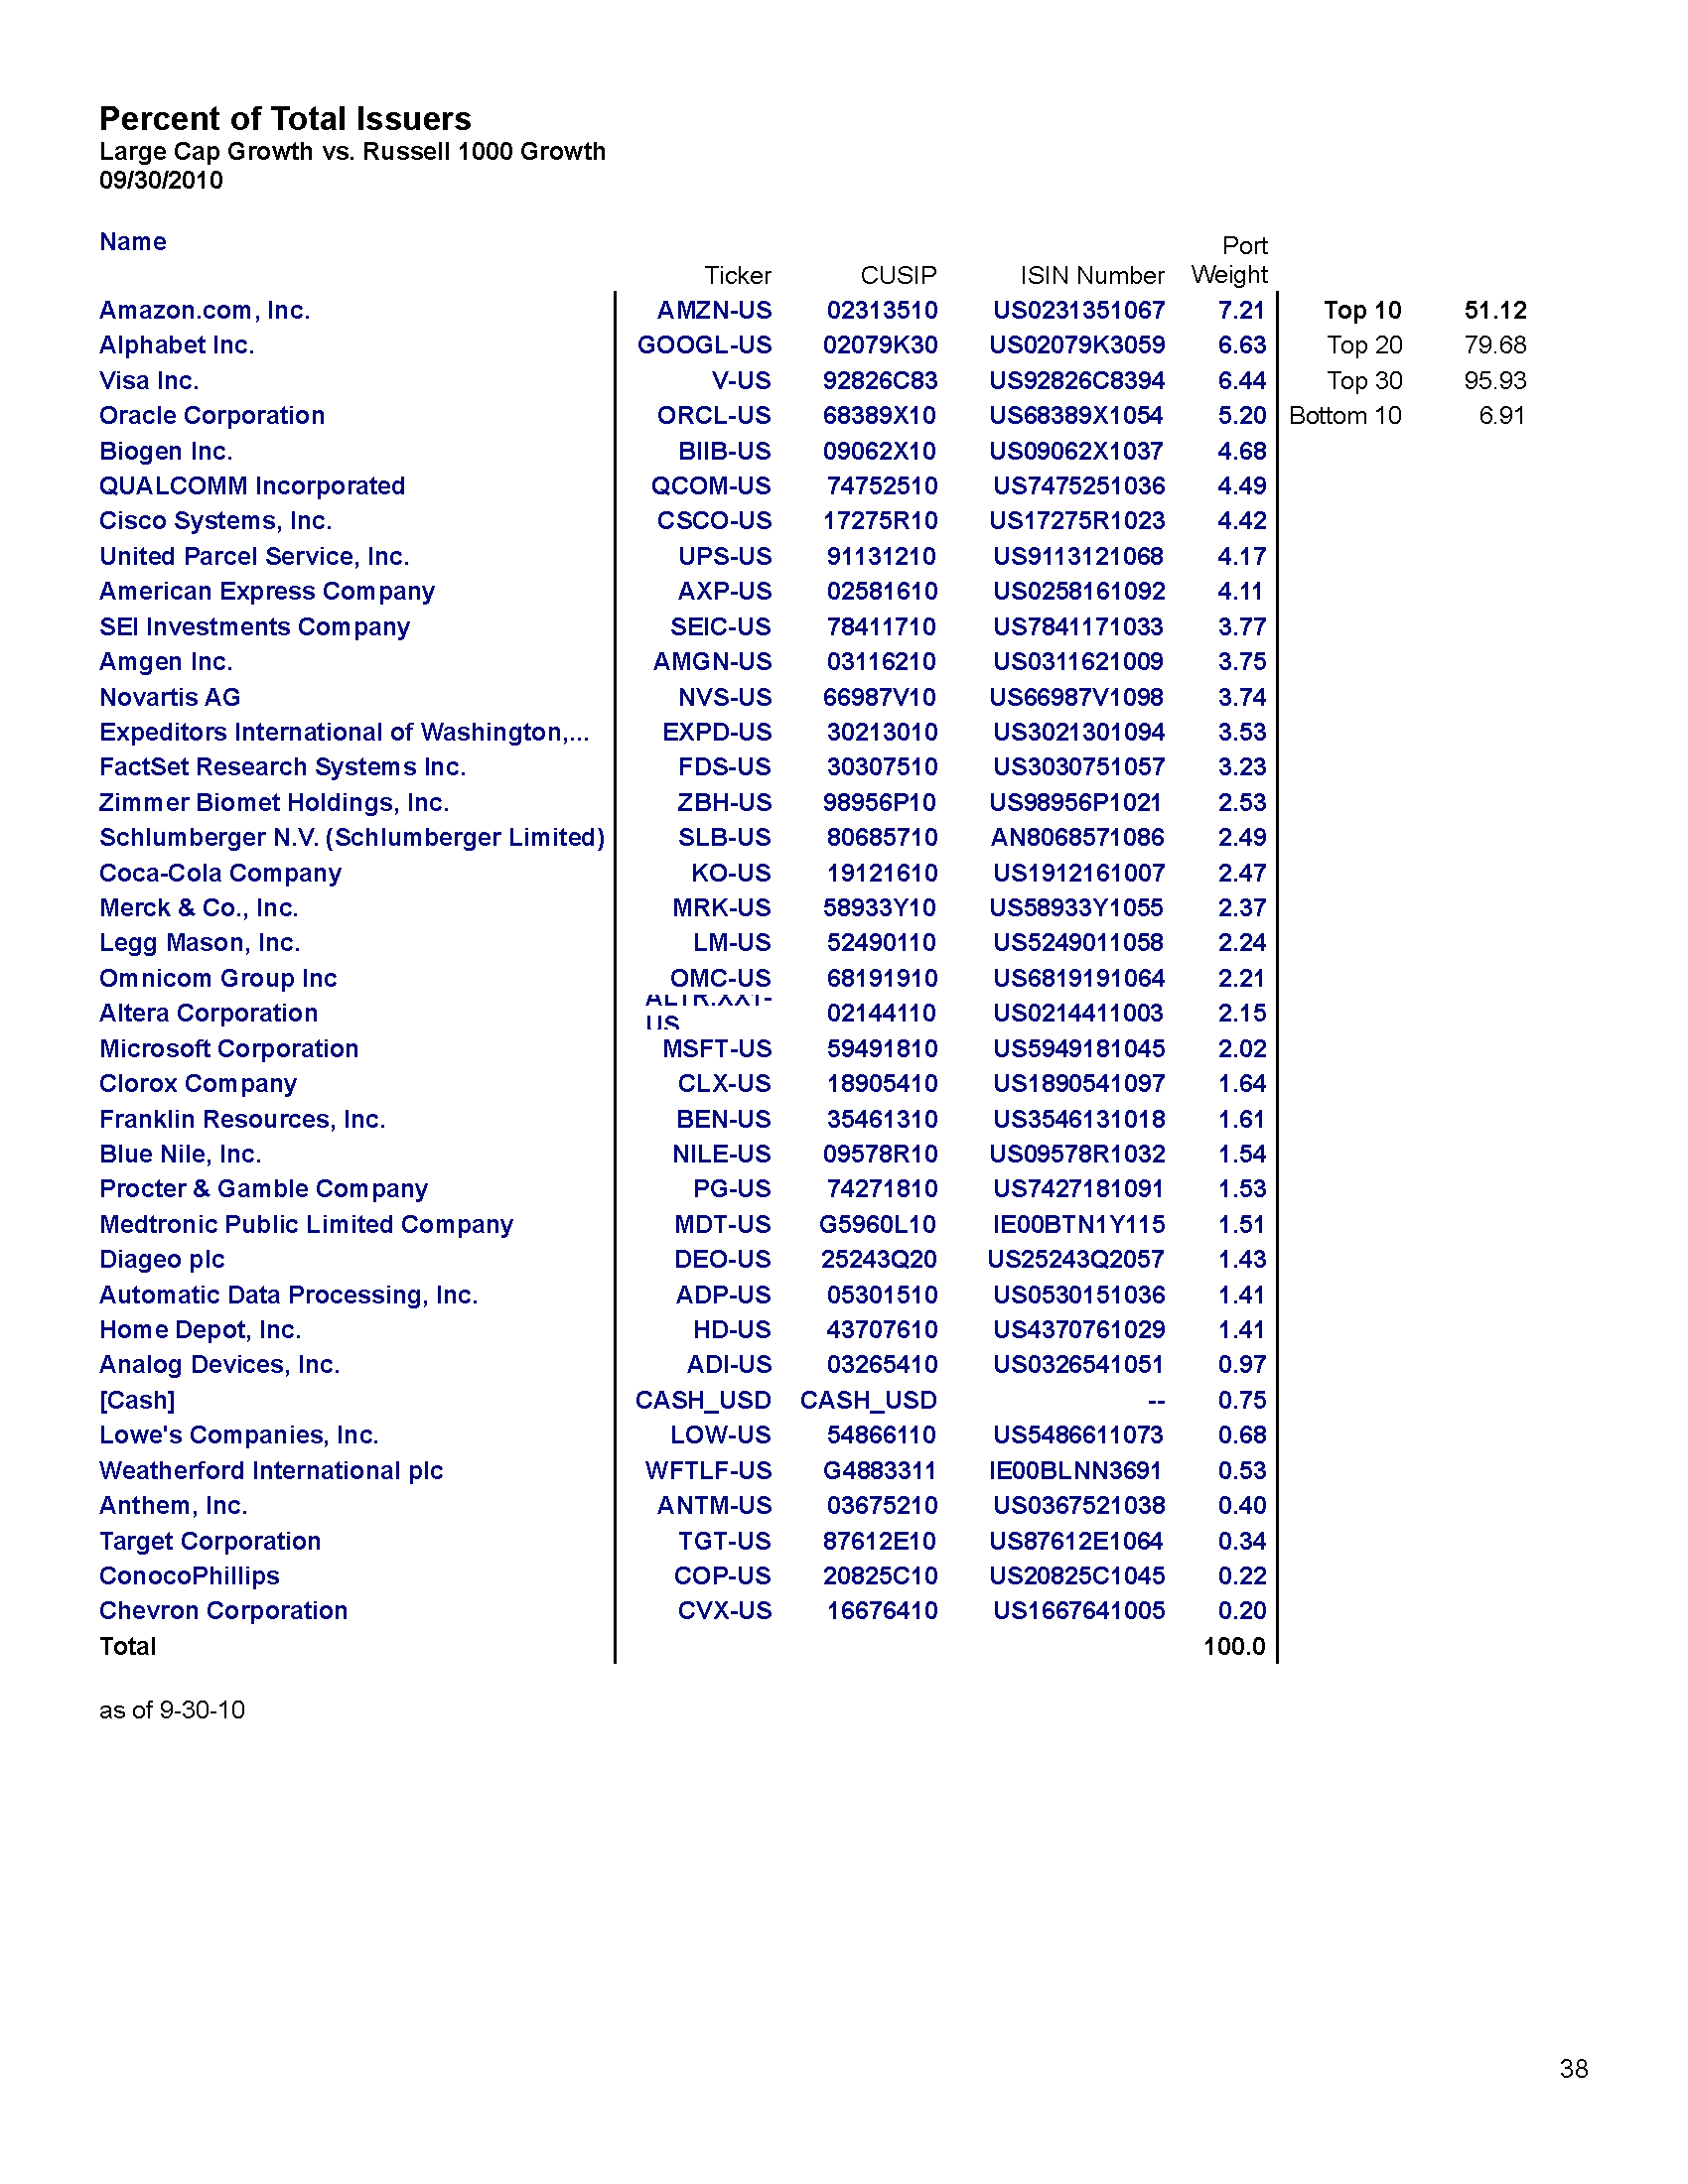 Percent of Total Issuers
Large Cap Growth vs. Russell 1000 Growth
09/30/2010
Name Ticker CUSIP ISIN Number Port Weight
Amazon.com, Inc. AMZN-US 02313510 US0231351067 7.21 Top 10 51.12
Alphabet Inc. GOOGL-US 02079K30 US02079K3059 6.63 Top 20 79.68
Visa Inc. V-US 92826C83 US92826C8394 6.44 Top 30 95.93
Oracle Corporation ORCL-US 68389X10 US68389X1054 5.20 Bottom 10 6.91
Biogen Inc. BIIB-US 09062X10 US09062X1037 4.68
QUALCOMM Incorporated QCOM-US 74752510 US7475251036 4.49
Cisco Systems, Inc. CSCO-US 17275R10 US17275R1023 4.42
United Parcel Service, Inc. UPS-US 91131210 US9113121068 4.17
American Express Company AXP-US 02581610 US0258161092 4.11
SEI Investments Company SEIC-US 78411710 US7841171033 3.77
Amgen Inc. AMGN-US 03116210 US0311621009 3.75
Novartis AG NVS-US 66987V10 US66987V1098 3.74
Expeditors International of Washington,... EXPD-US 30213010 US3021301094 3.53
FactSet Research Systems Inc. FDS-US 30307510 US3030751057 3.23
Zimmer Biomet Holdings, Inc. ZBH-US 98956P10 US98956P1021 2.53
Schlumberger N.V. (Schlumberger Limited) SLB-US 80685710 AN8068571086 2.49
Coca-Cola Company KO-US 19121610 US1912161007 2.47
Merck & Co., Inc. MRK-US 58933Y10 US58933Y1055 2.37
Legg Mason, Inc. LM-US 52490110 US5249011058 2.24
Omnicom Group Inc OMC-US 68191910 US6819191064 2.21
Altera Corporation ALTR.XX1-US 02144110 US0214411003 2.15
Microsoft Corporation MSFT-US 59491810 US5949181045 2.02
Clorox Company CLX-US 18905410 US1890541097 1.64
Franklin Resources, Inc. BEN-US 35461310 US3546131018 1.61
Blue Nile, Inc. NILE-US 09578R10 US09578R1032 1.54
Procter & Gamble Company PG-US 74271810 US7427181091 1.53
Medtronic Public Limited Company MDT-US G5960L10 IE00BTN1Y115 1.51
Diageo plc DEO-US 25243Q20 US25243Q2057 1.43
Automatic Data Processing, Inc. ADP-US 05301510 US0530151036 1.41
Home Depot, Inc. HD-US 43707610 US4370761029 1.41
Analog Devices, Inc. ADI-US 03265410 US0326541051 0.97
[Cash] CASH_USD CASH_USD -- 0.75
Lowe's Companies, Inc. LOW-US 54866110 US5486611073 0.68
Weatherford International plc WFTLF-US G4883311 IE00BLNN3691 0.53
Anthem, Inc. ANTM-US 03675210 US0367521038 0.40
Target Corporation TGT-US 87612E10 US87612E1064 0.34
ConocoPhillips COP-US 20825C10 US20825C1045 0.22
Chevron Corporation CVX-US 16676410 US1667641005 0.20
Total 100.0
as of 9-30-10
38